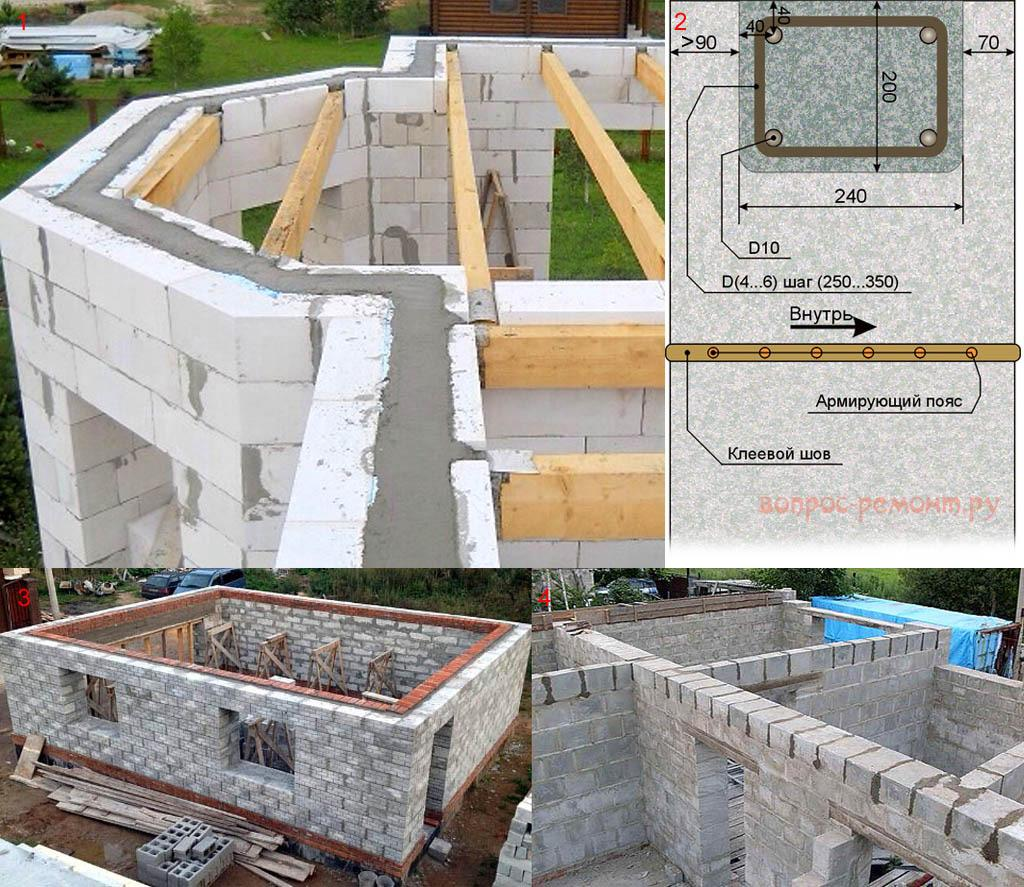 1
2
40
40
>90
70
200
240
D10
D(4...6) шаг (250...350)
Внутрь
Армирующий пояс
Клеевой шов
вопрос-ремонт.ру
3
4